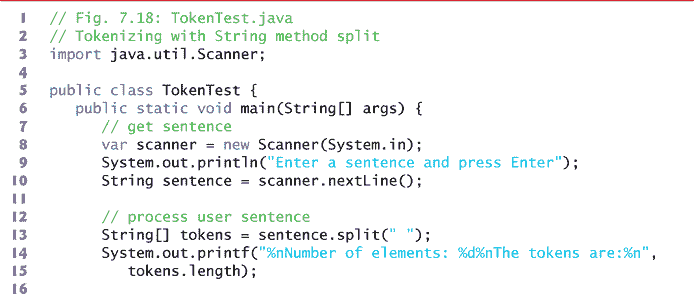 1 // Fig. 7.18: TokenTest.java
2 // Tokenizing with String method split
3 import java.util.Scanner;
4
5 public class TokenTest {
6 public static void main(String[] args) {
7 // get sentence
8 var scanner = new Scanner(System.in);
9 System.out.println("Enter a sentence and press Enter");
10 String sentence = scanner.nextLine();
11
12 // process user sentence
13 String[] tokens = sentence.split(" ");
14 System.out.printf("%nNumber of elements: %d%nThe tokens are:%n",
15 tokens.length);
16